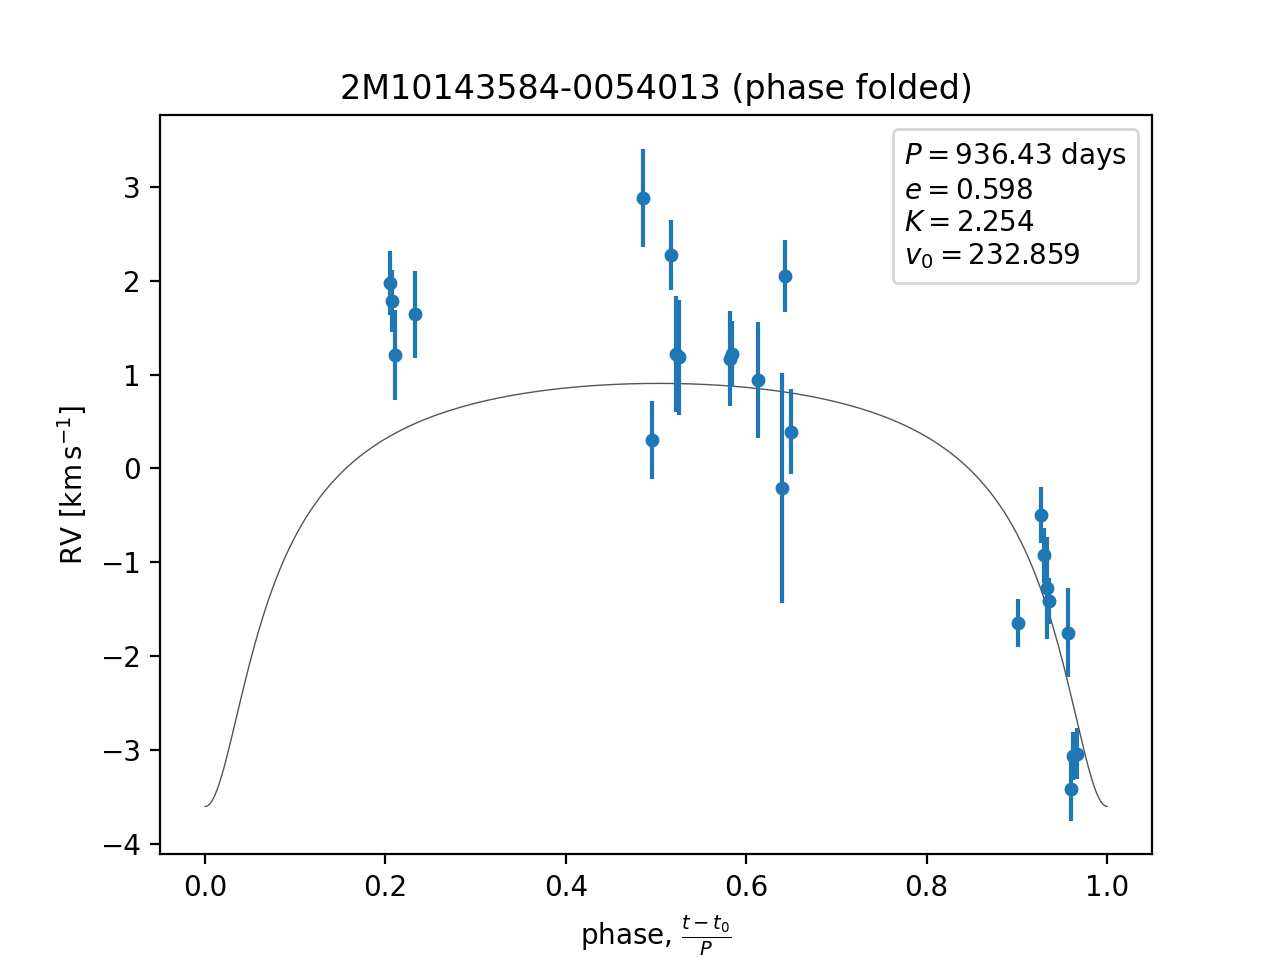 2M10143584-0054013 (phase folded)
P = 936.43 days
e = 0.598
K = 2.254
v₀ = 232.859
RV [km s⁻¹]
3
2
1
0
−1
−2
−3
−4
0.0 0.2 0.4 0.6 0.8 1.0
phase, (t − t₀)/P